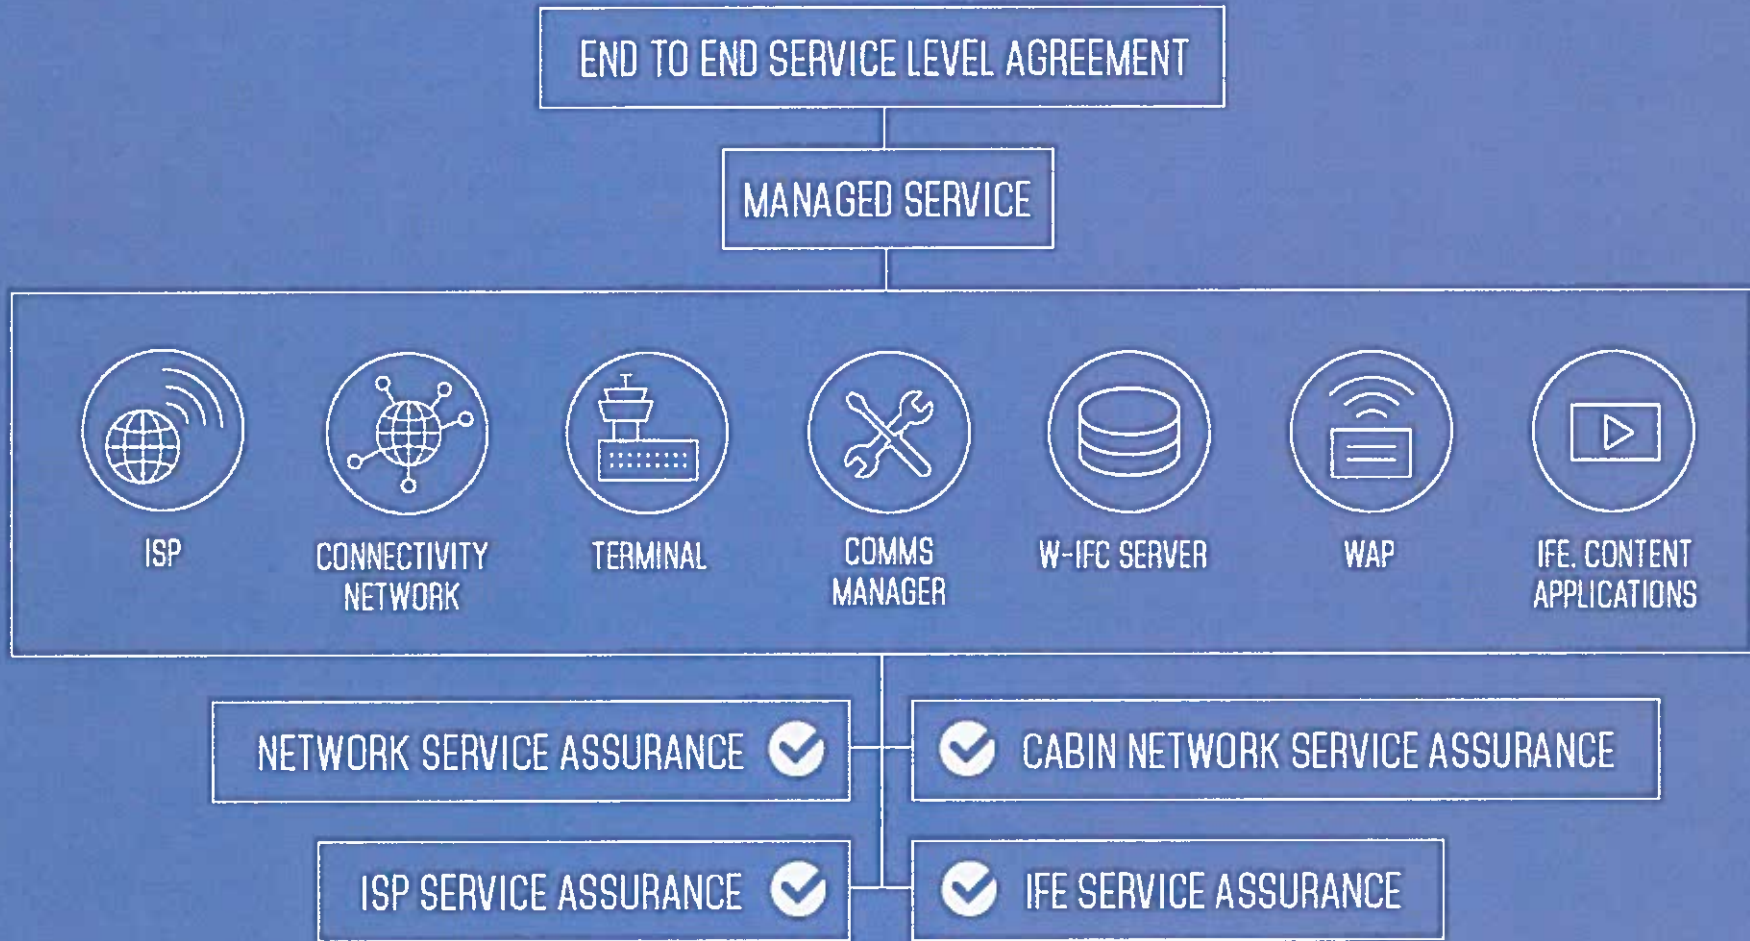 END TO END SERVICE LEVEL AGREEMENT
MANAGED SERVICE
ISP
CONNECTIVITY
NETWORK
TERMINAL
COMMS
MANAGER
W-IFC SERVER
WAP
IFE. CONTENT
APPLICATIONS
NETWORK SERVICE ASSURANCE
CABIN NETWORK SERVICE ASSURANCE
ISP SERVICE ASSURANCE
IFE SERVICE ASSURANCE